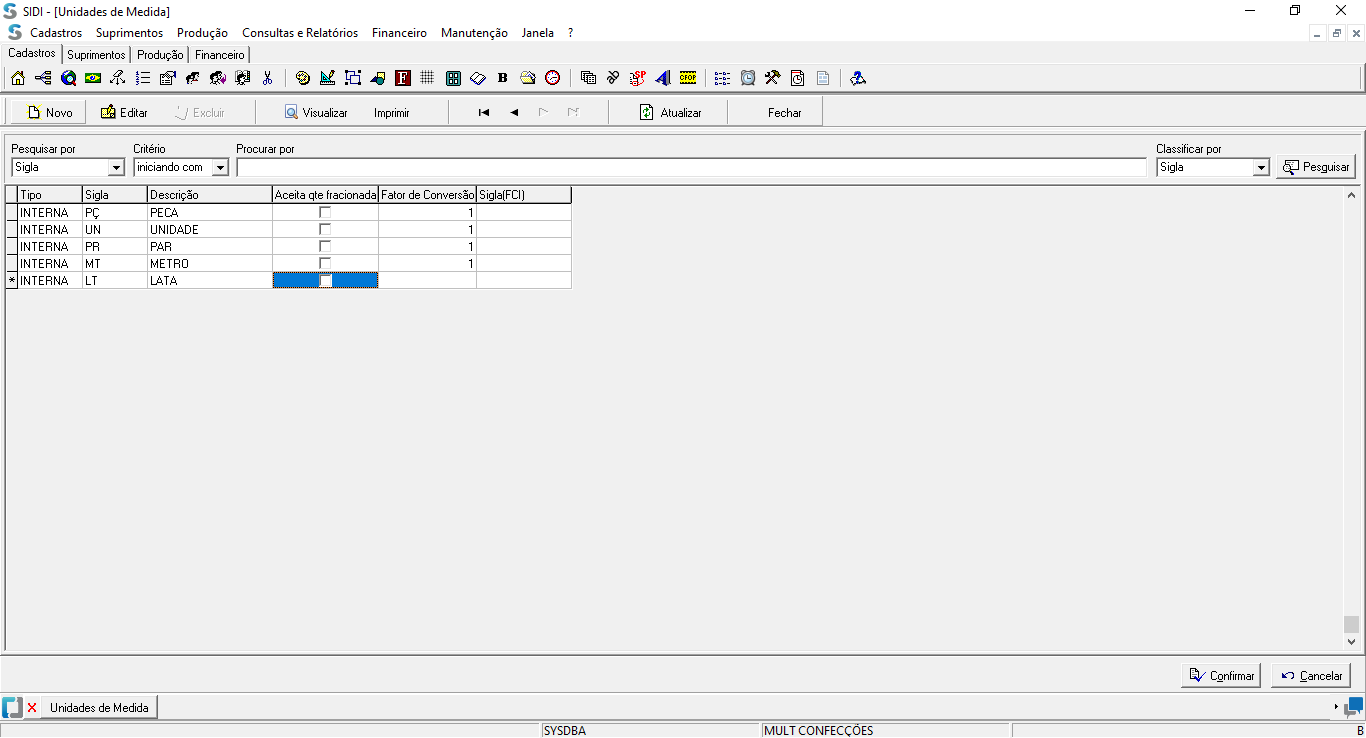 SIDI - [Unidades de Medida]
Cadastros Suprimentos Produção Consultas e Relatórios Financeiro Manutenção Janela ?
Cadastros Suprimentos Produção Financeiro
F B SP CFOP
Novo Editar Excluir Visualizar Imprimir Atualizar Fechar
Pesquisar por Critério Procurar por Classificar por
Sigla iniciando com Sigla Pesquisar
Tipo Sigla Descrição Aceita qte fracionada Fator de Conversão Sigla(FCI)
INTERNA PÇ PECA 1
INTERNA UN UNIDADE 1
INTERNA PR PAR 1
INTERNA MT METRO 1
* INTERNA LT LATA
Confirmar Cancelar
Unidades de Medida
SYSDBA MULT CONFECÇÕES B